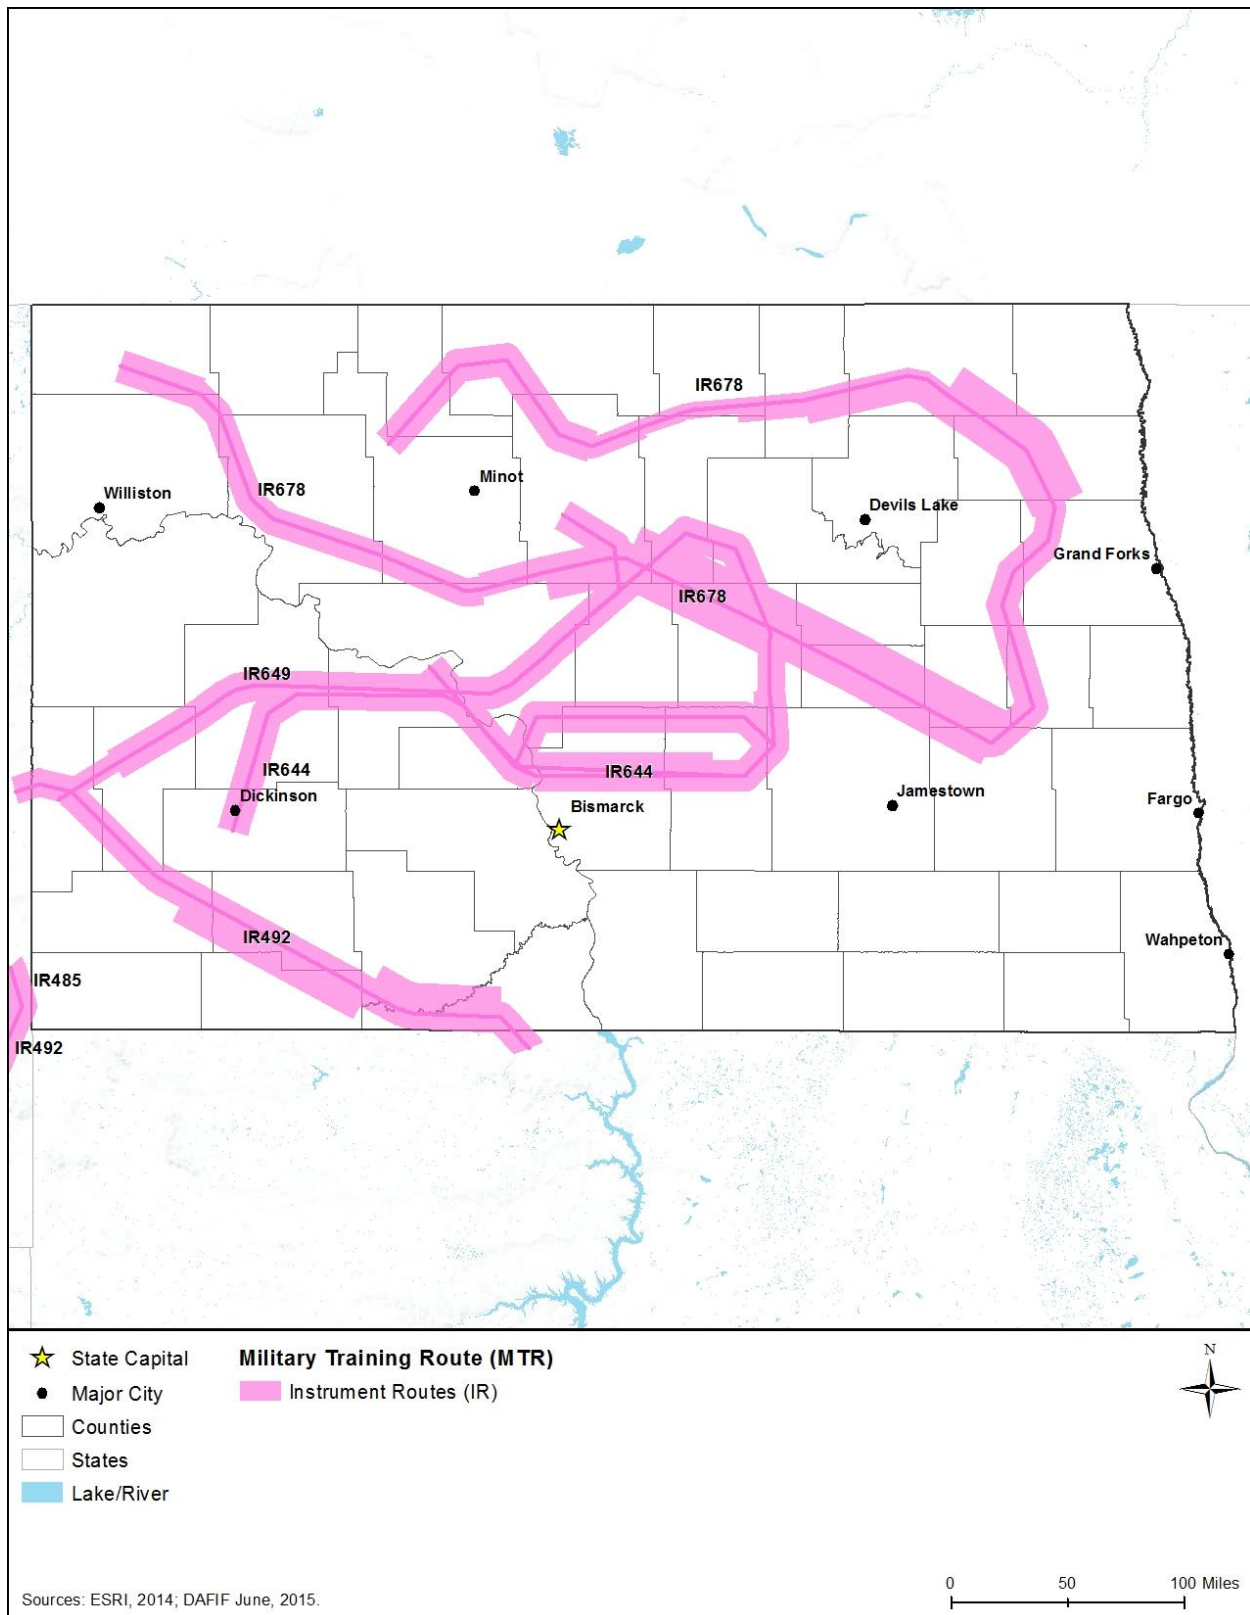 IR678
Minot
Williston
IR678
Devils Lake
Grand Forks
IR678
IR649
IR644
IR644
Dickinson
Bismarck
Jamestown
Fargo
IR492
Wahpeton
IR485
IR492
State Capital
Major City
Counties
States
Lake/River
Military Training Route (MTR)
Instrument Routes (IR)
N
Sources: ESRI, 2014; DAFIF June, 2015.
0 50 100 Miles